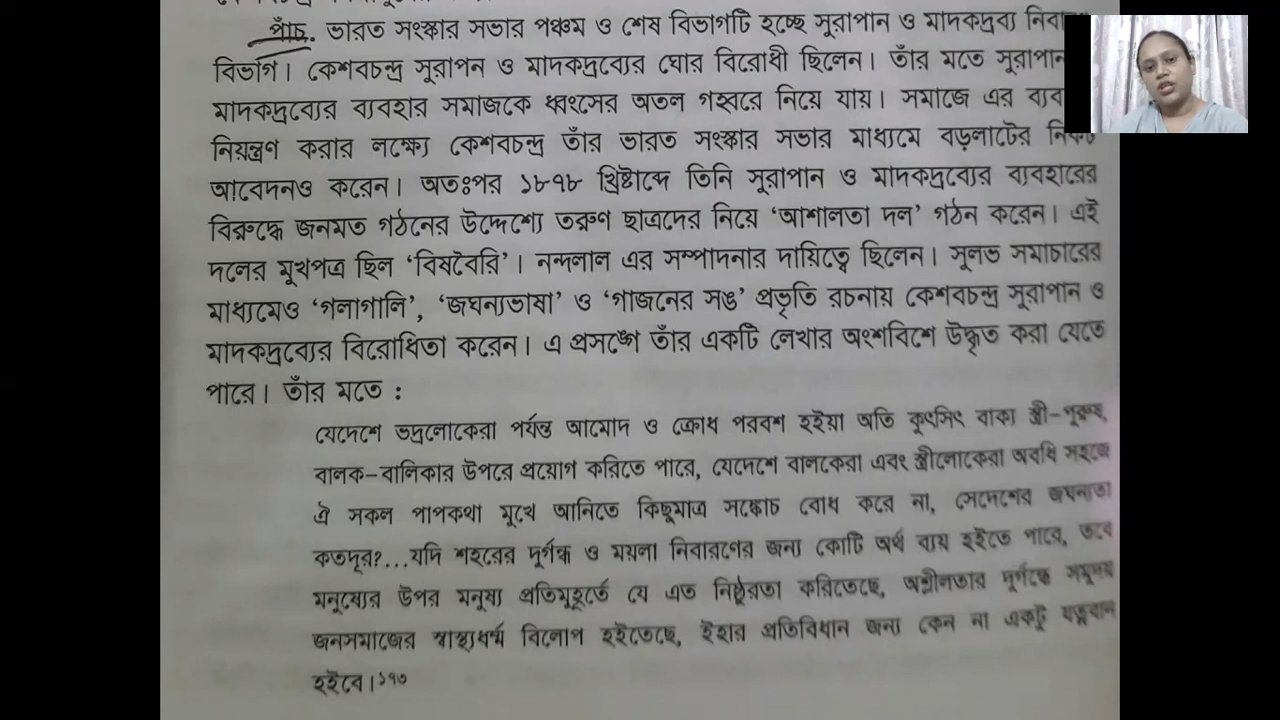 পাঁচ. ভারত সংস্কার সভার পঞ্চম ও শেষ বিভাগটি হচ্ছে সুরাপান ও মাদকদ্রব্য
বিভাগ। কেশবচন্দ্র সুরাপন ও মাদকদ্রব্যের ঘোর বিরোধী ছিলেন। তাঁর মতে সুরাপান
মাদকদ্রব্যের ব্যবহার সমাজকে ধ্বংসের অতল গহ্বরে নিয়ে যায়। সমাজে এর
নিয়ন্ত্রণ করার লক্ষ্যে কেশবচন্দ্র তাঁর ভারত সংস্কার সভার মাধ্যমে বড়লাটের নিকট
আবেদনও করেন। অতঃপর ১৮৭৮ খ্রিষ্টাব্দে তিনি সুরাপান ও মাদকদ্রব্যের ব্যবহারের
বিরুদ্ধে জনমত গঠনের উদ্দেশ্যে তরুণ ছাত্রদের নিয়ে ‘আশালতা দল’ গঠন করেন। এই
দলের মুখপত্র ছিল ‘বিষবৈরি’। নন্দলাল এর সম্পাদনার দায়িত্বে ছিলেন। সুলভ সমাচারের
মাধ্যমেও ‘গলাগালি’, ‘জঘন্যভাষা’ ও ‘গাজনের সঙ’ প্রভৃতি রচনায় কেশবচন্দ্র সুরাপান ও
মাদকদ্রব্যের বিরোধিতা করেন। এ প্রসঙ্গে তাঁর একটি লেখার অংশবিশে উদ্ধৃত করা যেতে
পারে। তাঁর মতে :
যেদেশে ভদ্রলোকেরা পর্যন্ত আমোদ ও ক্রোধ পরবশ হইয়া অতি কুৎসিৎ বাক্য স্ত্রী-পুরুষ,
বালক-বালিকার উপরে প্রয়োগ করিতে পারে, যেদেশে বালকেরা এবং স্ত্রীলোকেরা অবধি সহজে
ঐ সকল পাপকথা মুখে আনিতে কিছুমাত্র সঙ্কোচ বোধ করে না, সেদেশের জঘন্যতা
কতদূর?...যদি শহরের দুর্গন্ধ ও ময়লা নিবারণের জন্য কোটি অর্থ ব্যয় হইতে পারে, তবে
মনুষ্যের উপর মনুষ্য প্রতিমুহূর্তে যে এত নিষ্ঠুরতা করিতেছে, অশ্লীলতার দুর্গন্ধে সমুদয়
জনসমাজের স্বাস্থ্যধর্ম্ম বিলোপ হইতেছে, ইহার প্রতিবিধান জন্য কেন না একটু যত্নবান
হইবে।১৭৩